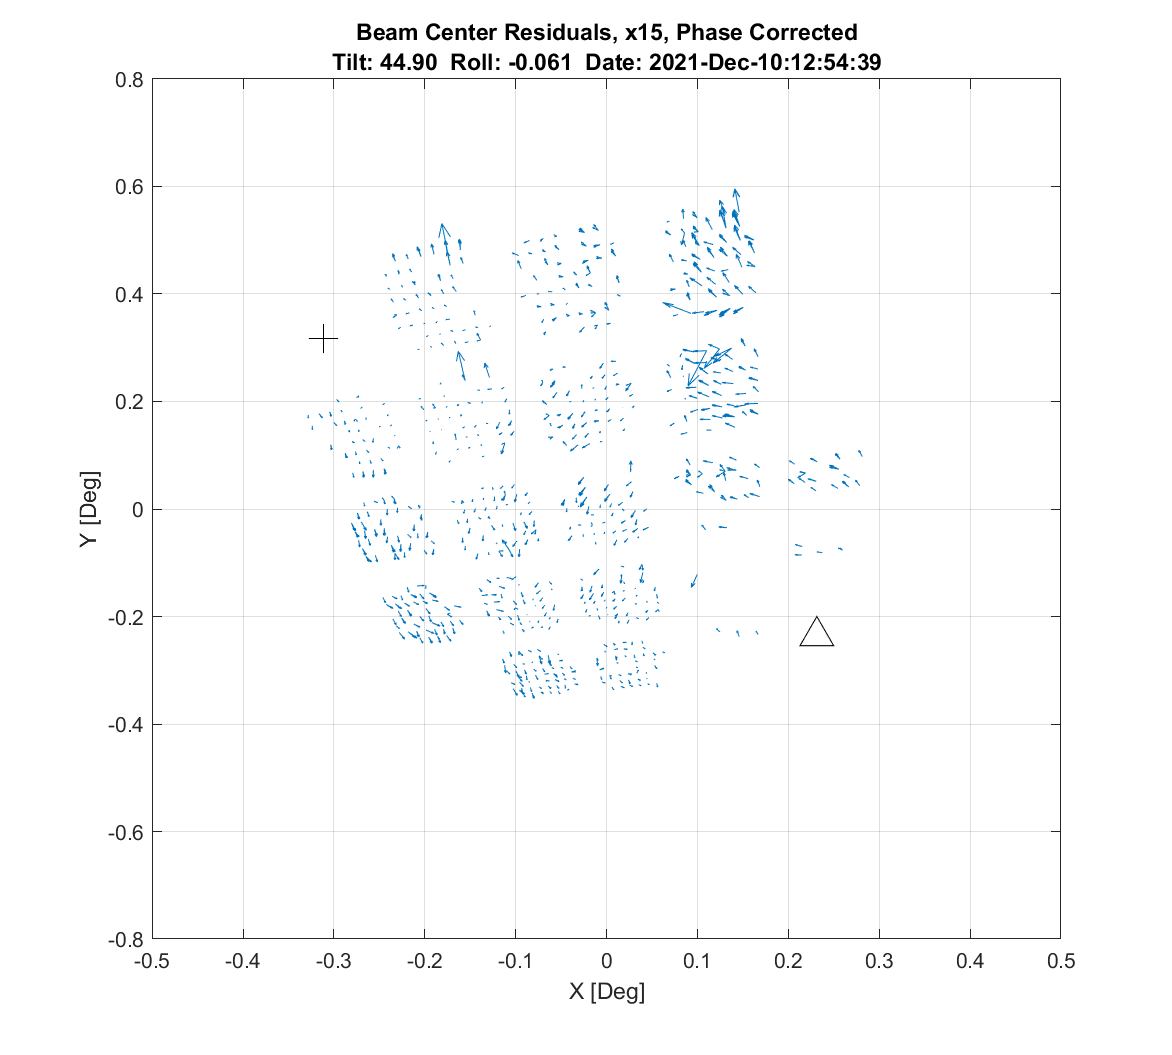 Beam Center Residuals, x15, Phase Corrected
Tilt: 44.90 Roll: -0.061 Date: 2021-Dec-10:12:54:39
0.8
0.6
0.4
0.2
0
-0.2
-0.4
-0.6
-0.8
Y [Deg]
-0.5 -0.4 -0.3 -0.2 -0.1 0 0.1 0.2 0.3 0.4 0.5
X [Deg]